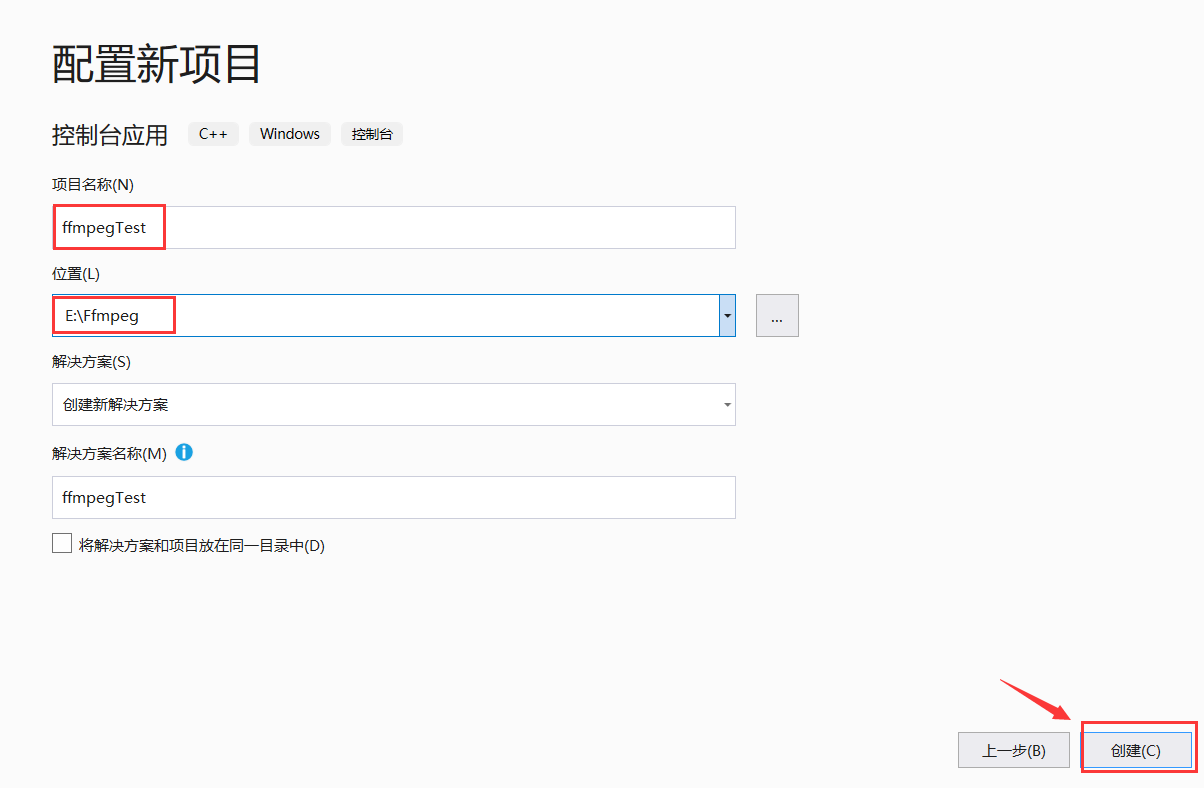 配置新项目
控制台应用 C++ Windows 控制台
项目名称(N)
ffmpegTest
位置(L)
E:\Ffmpeg
...
解决方案(S)
创建新解决方案
解决方案名称(M)
ffmpegTest
将解决方案和项目放在同一目录中(D)
上一步(B) 创建(C)